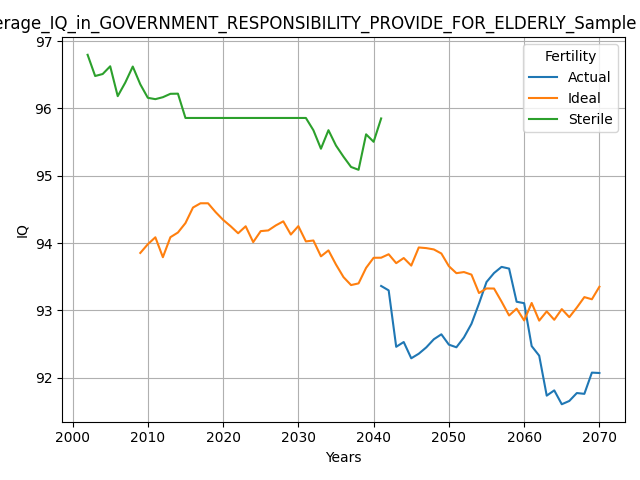 erage_IQ_in_GOVERNMENT_RESPONSIBILITY_PROVIDE_FOR_ELDERLY_Sample
97
96
95
94
93
92
IQ
Fertility
Actual
Ideal
Sterile
2000 2010 2020 2030 2040 2050 2060 2070
Years